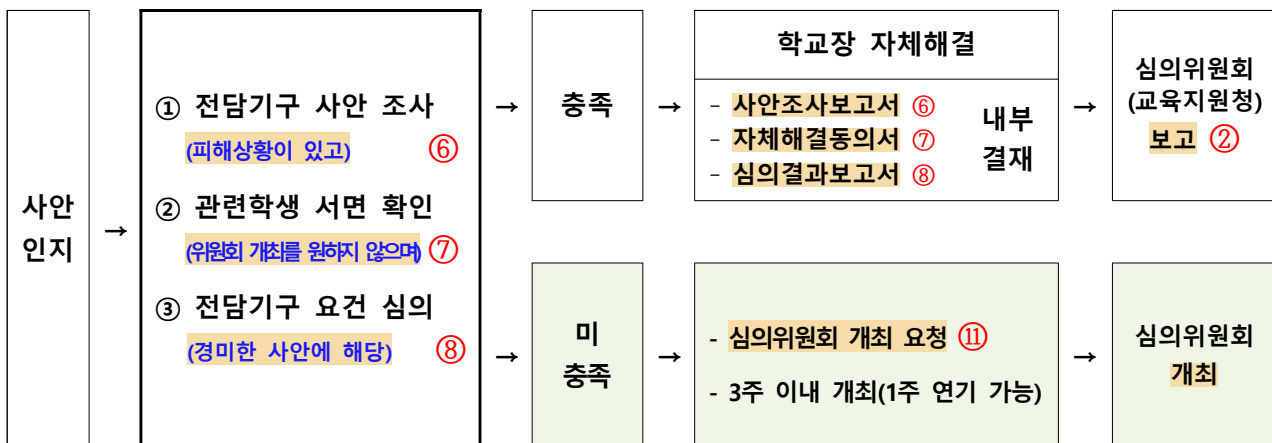 사안
인지
→
① 전담기구 사안 조사
(피해상황이 있고) ⑥
② 관련학생 서면 확인
(위원회 개최를 원하지 않으며) ⑦
③ 전담기구 요건 심의
(경미한 사안에 해당) ⑧
→
충족
→
학교장 자체해결
- 사안조사보고서 ⑥
- 자체해결동의서 ⑦
- 심의결과보고서 ⑧
내부
결재
→
심의위원회
(교육지원청)
보고 ②
→
미
충족
→
- 심의위원회 개최 요청 ⑪
- 3주 이내 개최(1주 연기 가능)
→
심의위원회
개최